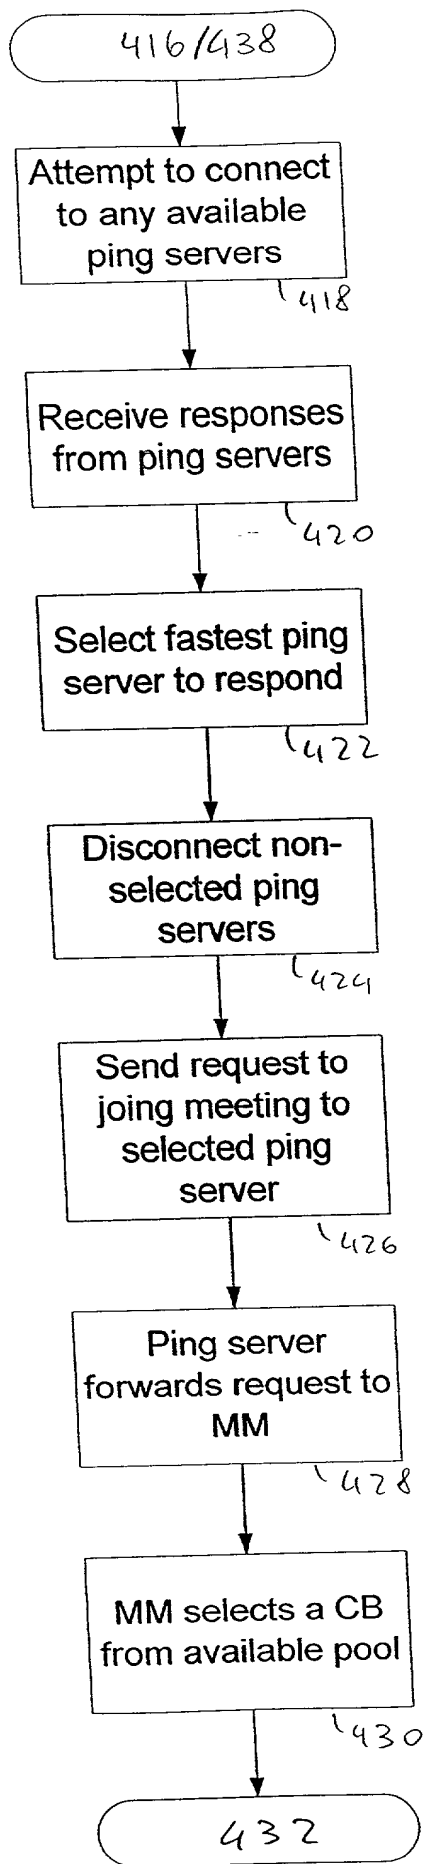 416/438
Attempt to connect
to any available
ping servers
418
Receive responses
from ping servers
420
Select fastest ping
server to respond
422
Disconnect non-
selected ping
servers
424
Send request to
joing meeting to
selected ping
server
426
Ping server
forwards request to
MM
428
MM selects a CB
from available pool
430
432